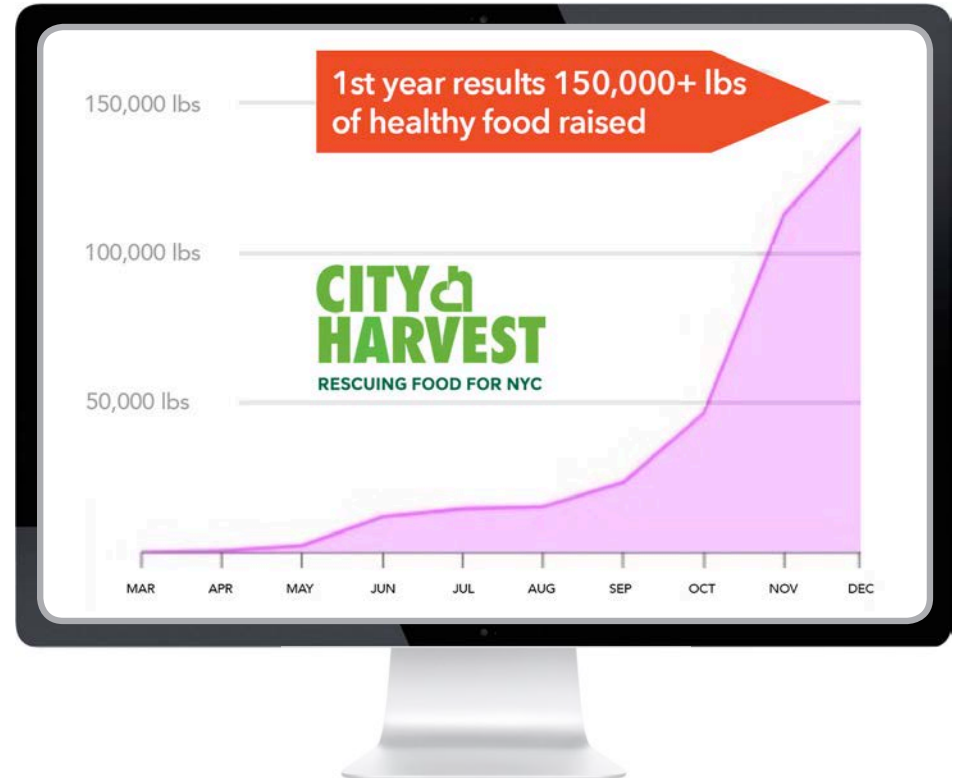 1st year results 150,000+ lbs
of healthy food raised
150,000 lbs
100,000 lbs
CITY
HARVEST
RESCUING FOOD FOR NYC
50,000 lbs
MAR APR MAY JUN JUL AUG SEP OCT NOV DEC